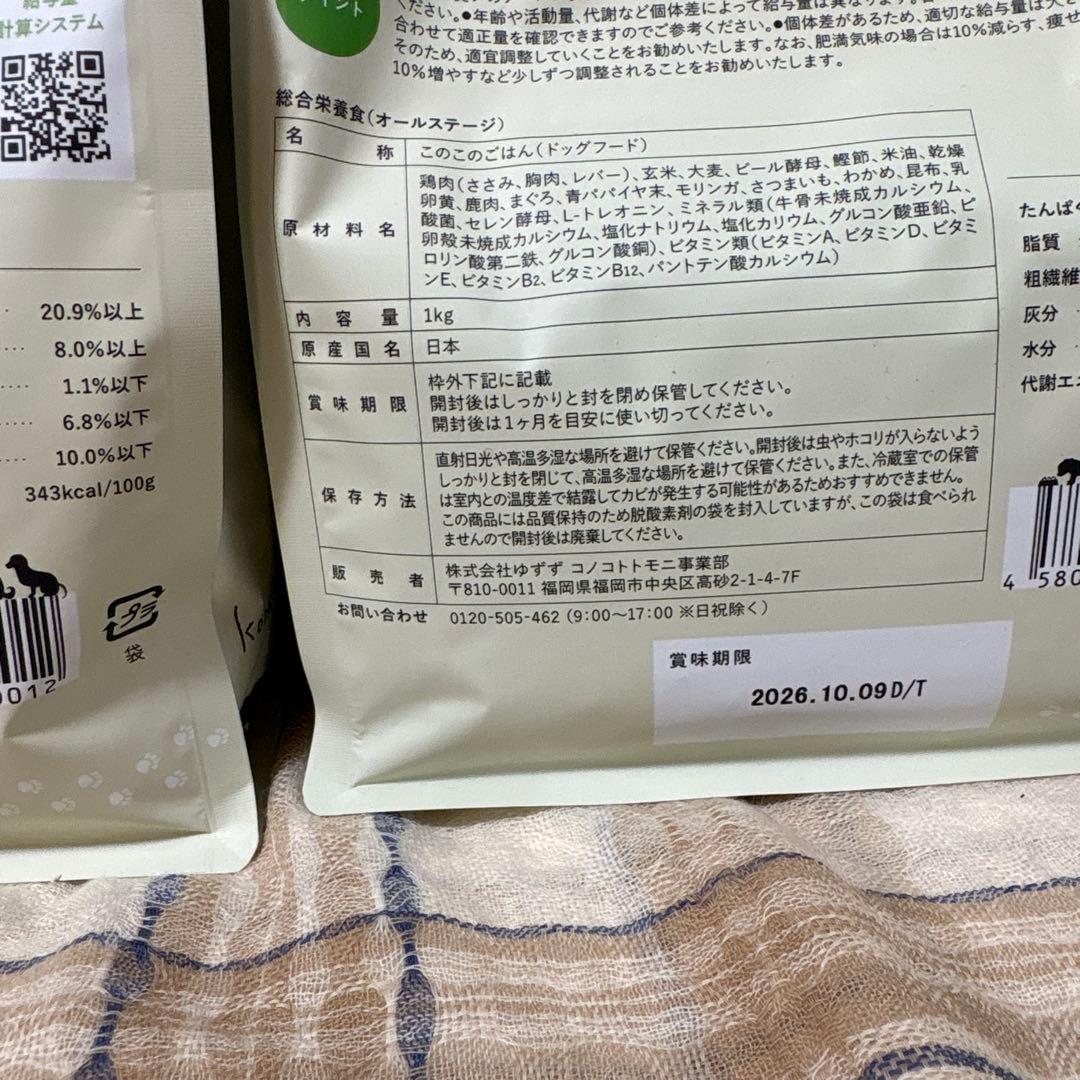 計算システム
20.9%以上
8.0%以上
1.1%以下
6.8%以下
10.0%以下
343kcal/100g
袋
0012
イント
ください。●年齢や活動量、代謝など個体差によって給与量は異なります。
合わせて適正量を確認できますのでご参考ください。●個体差があるため、適切な給与量は
そのため、適宜調整していくことをお勧めいたします。なお、肥満気味の場合は10%減らす、痩せ
10%増やすなど少しずつ調整されることをお勧めいたします。
総合栄養食(オールステージ)
名称 このこのごはん(ドッグフード)
原材料名 鶏肉(ささみ、胸肉、レバー)、玄米、大麦、ビール酵母、鰹節、米油、乾燥
卵黄、鹿肉、まぐろ、青パパイヤ末、モリンガ、さつまいも、わかめ、昆布、乳
酸菌、セレン酵母、L-トレオニン、ミネラル類(牛骨未焼成カルシウム、
卵殻未焼成カルシウム、塩化ナトリウム、塩化カリウム、グルコン酸亜鉛、ピ
ロリン酸第二鉄、グルコン酸銅)、ビタミン類(ビタミンA、ビタミンD、ビタミ
ンE、ビタミンB2、ビタミンB12、パントテン酸カルシウム)
内容量 1kg
原産国名 日本
賞味期限 枠外下記に記載
開封後はしっかりと封を閉め保管してください。
開封後は1ヶ月を目安に使い切ってください。
保存方法 直射日光や高温多湿な場所を避けて保管ください。開封後は虫やホコリが入らないよう
しっかりと封を閉じて、高温多湿な場所を避けて保管ください。また、冷蔵室での保管
は室内との温度差で結露してカビが発生する可能性があるためおすすめできません。
この商品には品質保持のため脱酸素剤の袋を封入していますが、この袋は食べられ
ませんので開封後は廃棄してください。
販売者 株式会社ゆずず コノコトトモニ事業部
〒810-0011 福岡県福岡市中央区高砂2-1-4-7F
お問い合わせ 0120-505-462 (9:00～17:00 ※日祝除く)
賞味期限
2026.10.09D/T
たんぱく
脂質
粗繊維
灰分
水分
代謝エネ
4 580